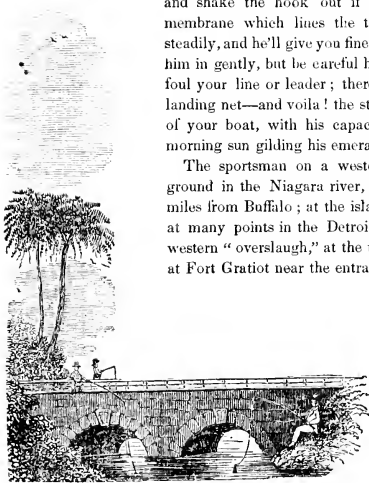 and shake the hook out if
membrane which lines the t
steadily, and he'll give you fine
him in gently, but be careful h
foul your line or leader; there
landing net—and voila! the st
of your boat, with his capac
morning sun gilding his emera
The sportsman on a weste
ground in the Niagara river,
miles from Buffalo; at the isla
at many points in the Detroi
western "overslaugh," at the
at Fort Gratiot near the entra